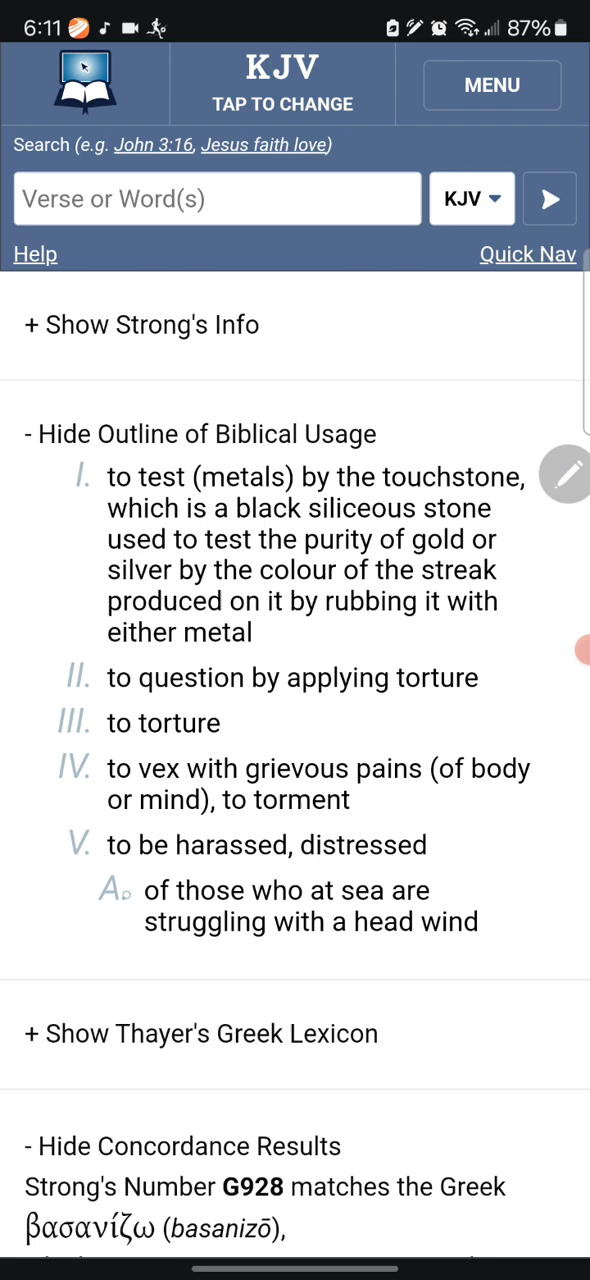 6:11 87%
KJV
TAP TO CHANGE
MENU
Search (e.g. John 3:16, Jesus faith love)
Verse or Word(s) KJV
Help Quick Nav
+ Show Strong's Info
- Hide Outline of Biblical Usage
I. to test (metals) by the touchstone,
which is a black siliceous stone
used to test the purity of gold or
silver by the colour of the streak
produced on it by rubbing it with
either metal
II. to question by applying torture
III. to torture
IV. to vex with grievous pains (of body
or mind), to torment
V. to be harassed, distressed
A. of those who at sea are
struggling with a head wind
+ Show Thayer's Greek Lexicon
- Hide Concordance Results
Strong's Number G928 matches the Greek
βασανίζω (basanizō),